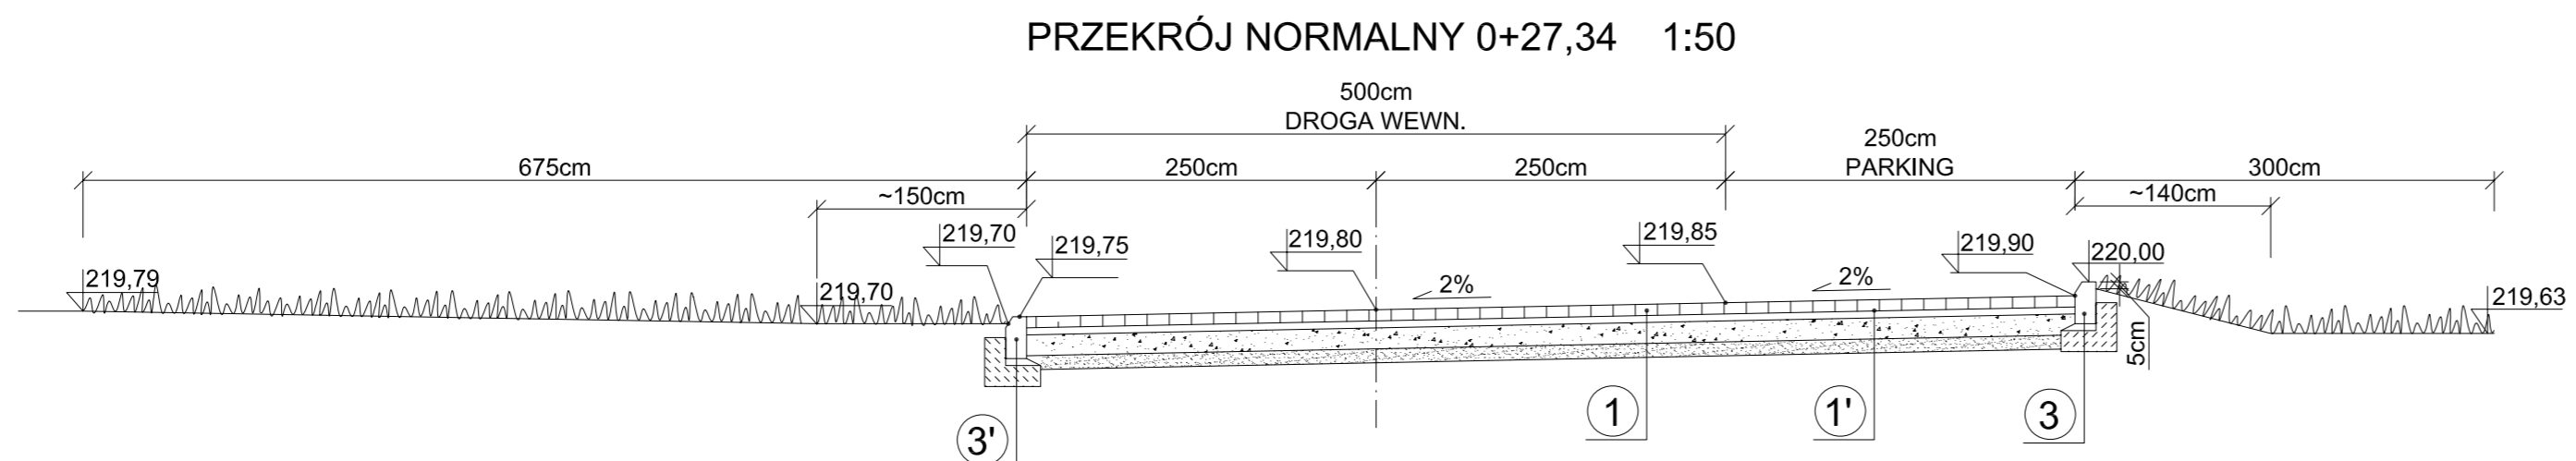 PRZEKRÓJ NORMALNY 0+27,34 1:50
500cm
DROGA WEWN.
250cm
PARKING
675cm
250cm
250cm
300cm
~150cm
~140cm
219,70
219,75
219,80
219,85
219,90
220,00
219,79
219,70
2%
2%
219,63
5cm
3'
1
1'
3